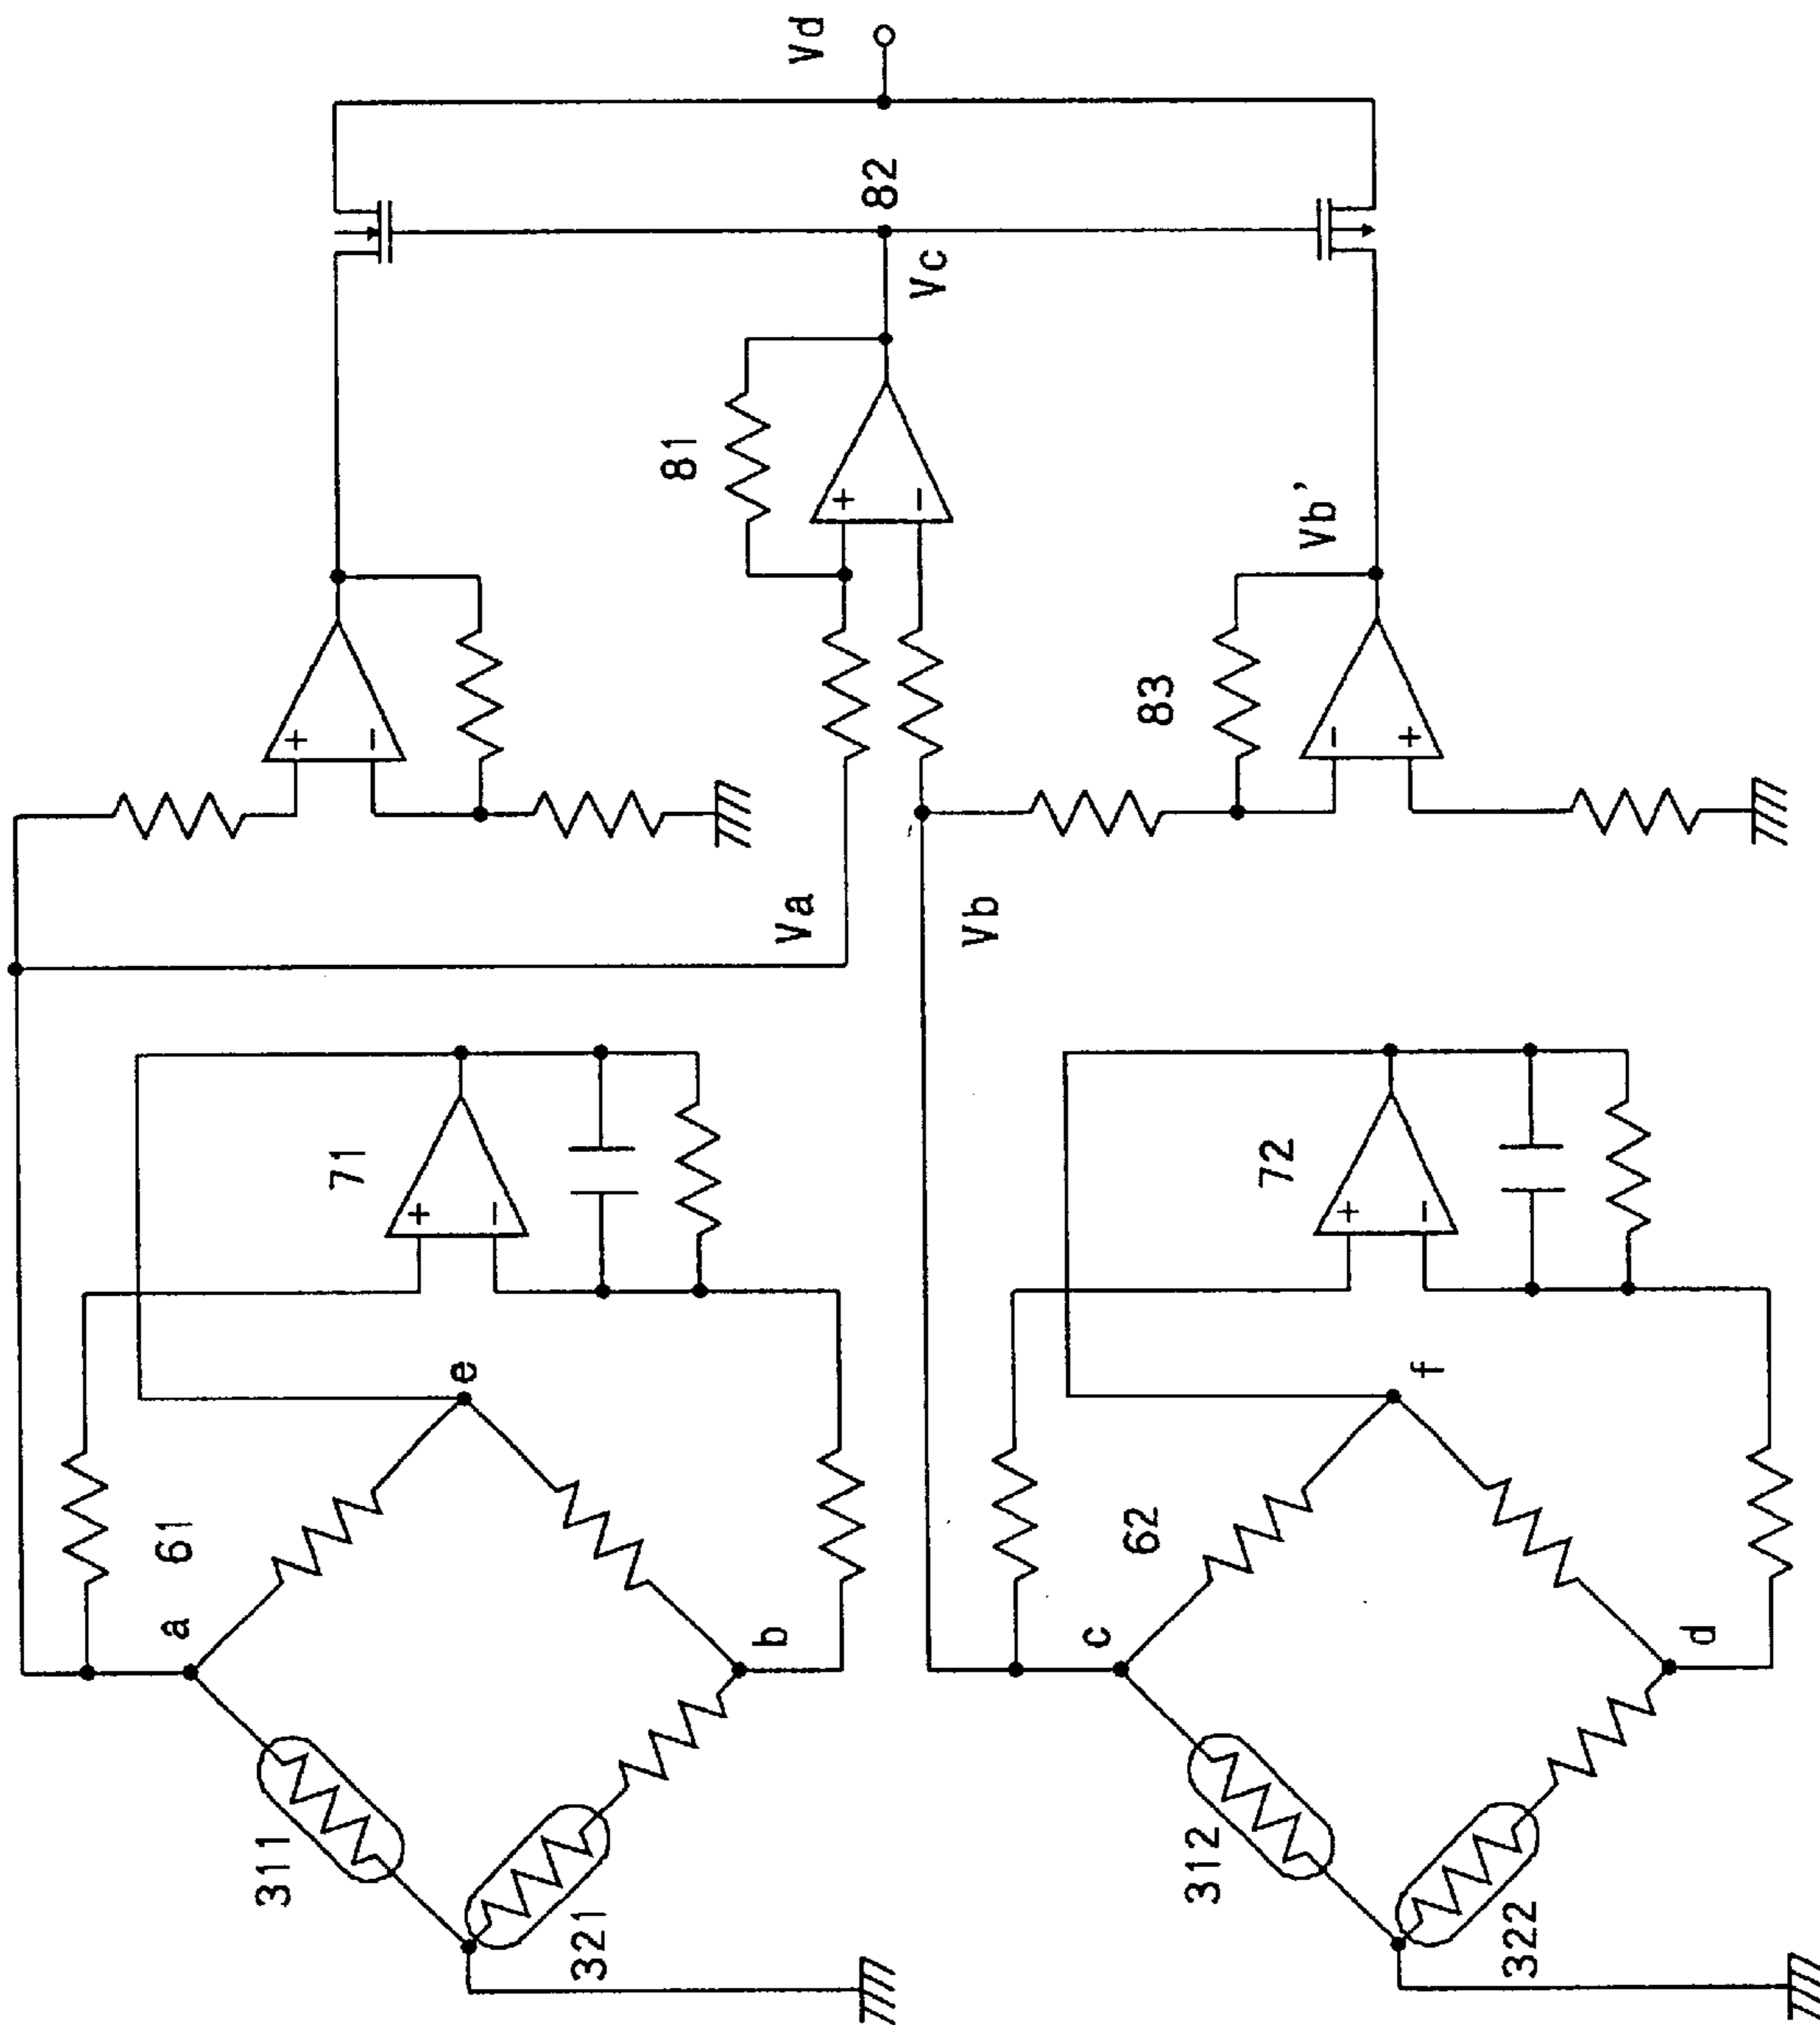 Vd
82
Vc
81
+
-
Vb'
+
-
83
-
+
Va
Vb
71
+
-
72
+
-
e
f
61
62
a
b
c
d
311
321
312
322